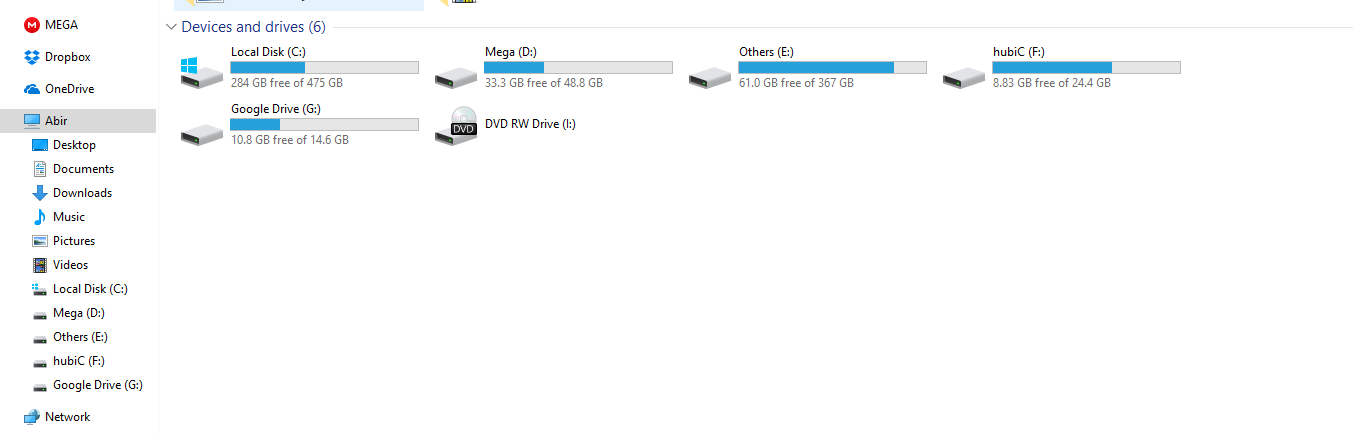 MEGA
Dropbox
OneDrive
Abir
Desktop
Documents
Downloads
Music
Pictures
Videos
Local Disk (C:)
Mega (D:)
Others (E:)
hubiC (F:)
Google Drive (G:)
Network
Devices and drives (6)
Local Disk (C:)
284 GB free of 475 GB
Mega (D:)
33.3 GB free of 48.8 GB
Others (E:)
61.0 GB free of 367 GB
hubiC (F:)
8.83 GB free of 24.4 GB
Google Drive (G:)
10.8 GB free of 14.6 GB
DVD
DVD RW Drive (I:)